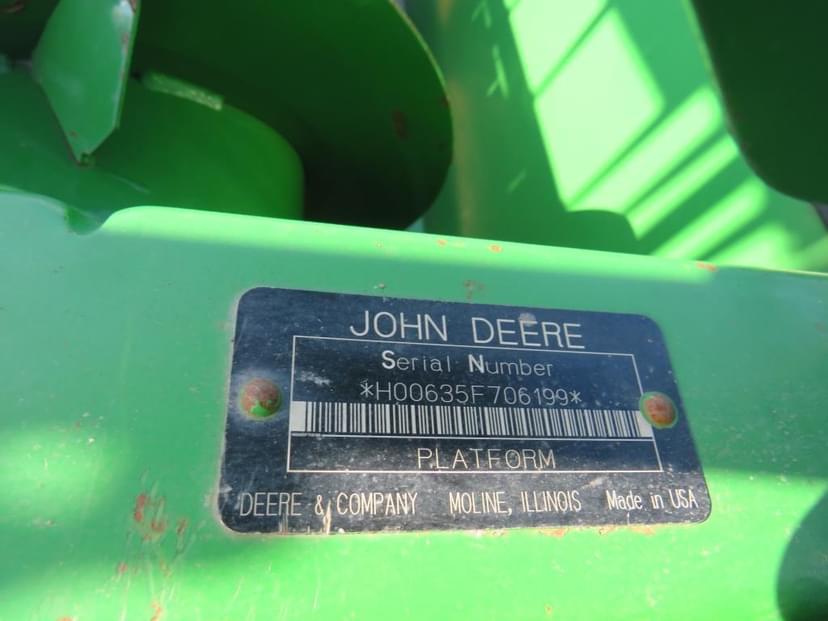 JOHN DEERE
Serial Number
*H00635F706199*
PLATFORM
DEERE & COMPANY MOLINE, ILLINOIS Made in USA